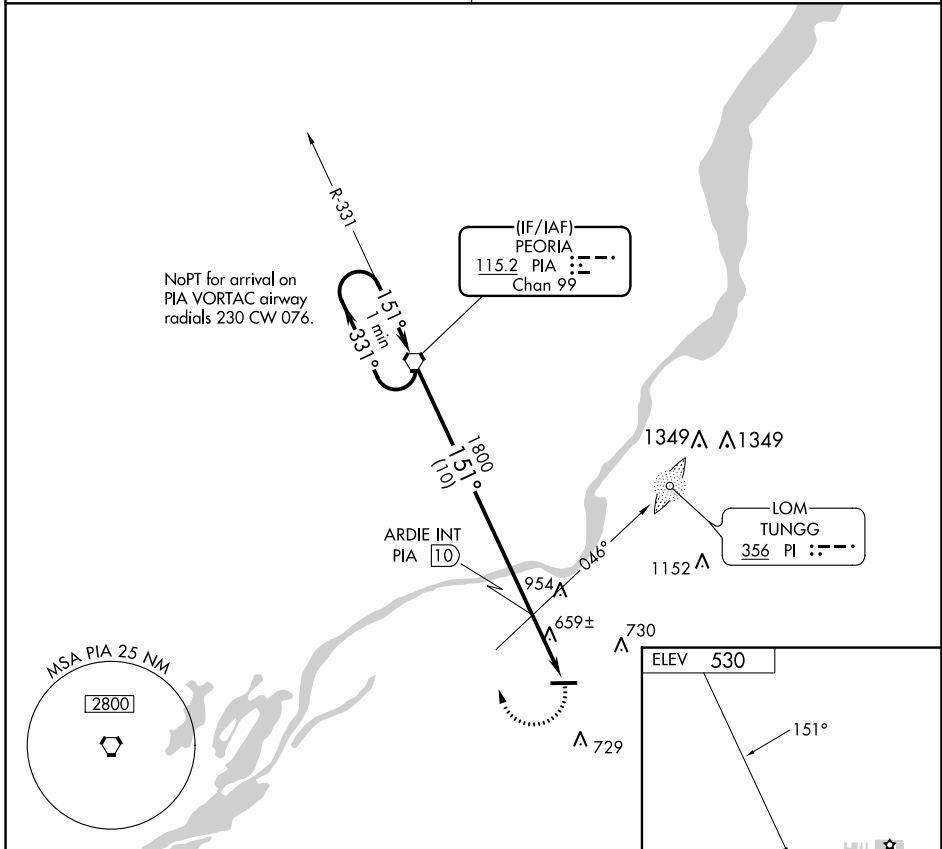 R-331
(IF/IAF)
PEORIA
115.2 PIA
Chan 99
NoPT for arrival on
PIA VORTAC airway
radials 230 CW 076.
151°
1 min
331°
1800
151°
(10)
1349 1349
LOM
TUNGG
356 PI
ARDIE INT
PIA 10
046°
1152
954
659±
730
MSA PIA 25 NM
2800
729
ELEV 530
151°